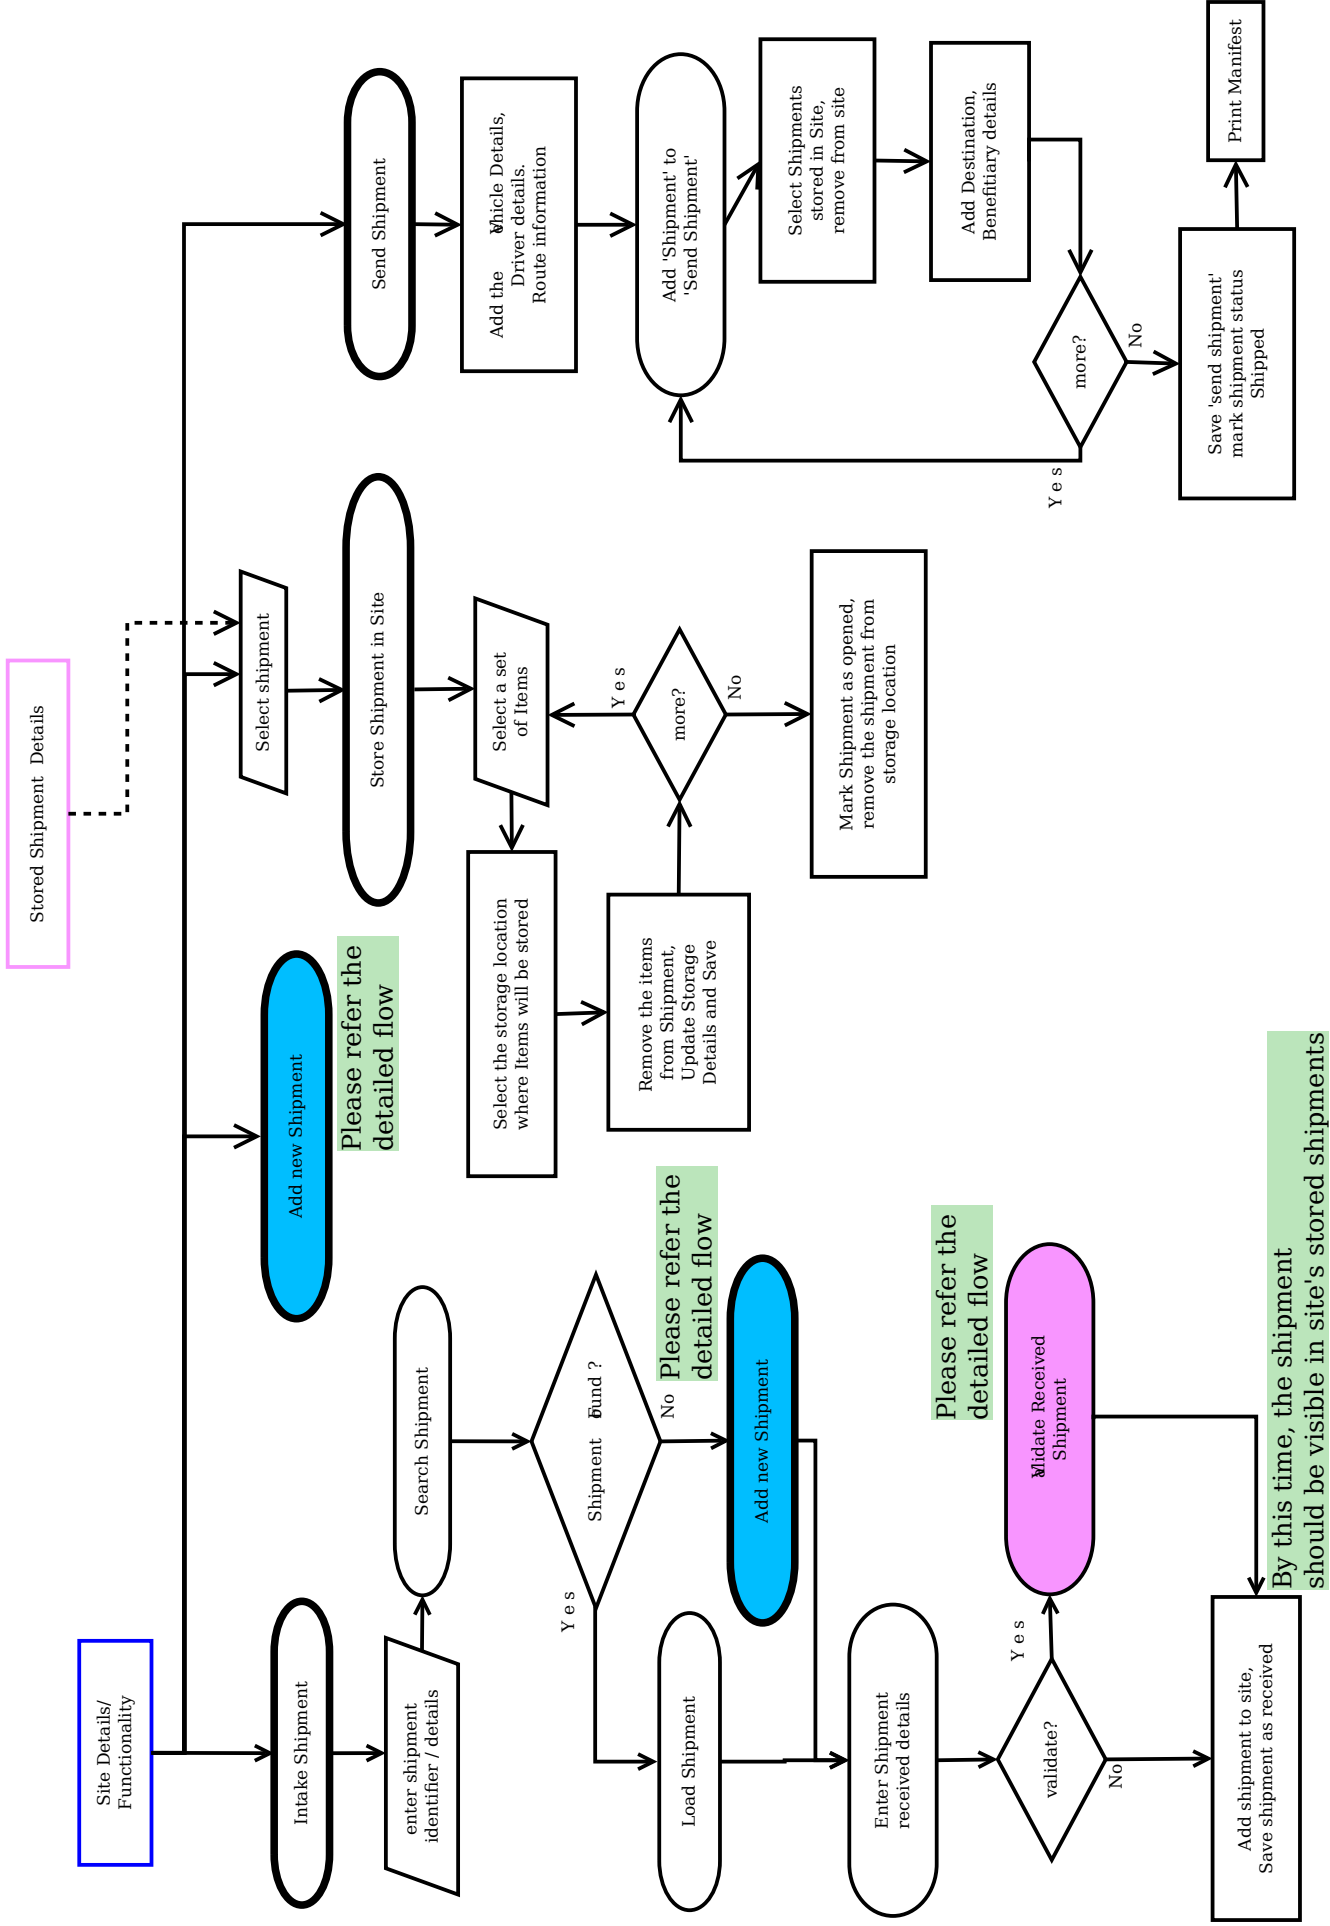 Stored Shipment Details
Site Details/
Functionality
Intake Shipment
enter shipment
identifier / details
Search Shipment
Shipment Found ?
Yes
No
Please refer the
detailed flow
Load Shipment
Add new Shipment
Enter Shipment
received details
validate?
Yes
No
Please refer the
detailed flow
Validate Received
Shipment
Add shipment to site,
Save shipment as received
By this time, the shipment
should be visible in site's stored shipments
Add new Shipment
Please refer the
detailed flow
Select shipment
Store Shipment in Site
Select a set
of Items
Select the storage location
where Items will be stored
Remove the items
from Shipment,
Update Storage
Details and Save
more?
Yes
No
Mark Shipment as opened,
remove the shipment from
storage location
Send Shipment
Add the Vehicle Details,
Driver details.
Route information
Add 'Shipment' to
'Send Shipment'
Select Shipments
stored in Site,
remove from site
Add Destination,
Benefitiary details
more?
Yes
No
Save 'send shipment'
mark shipment status
Shipped
Print Manifest